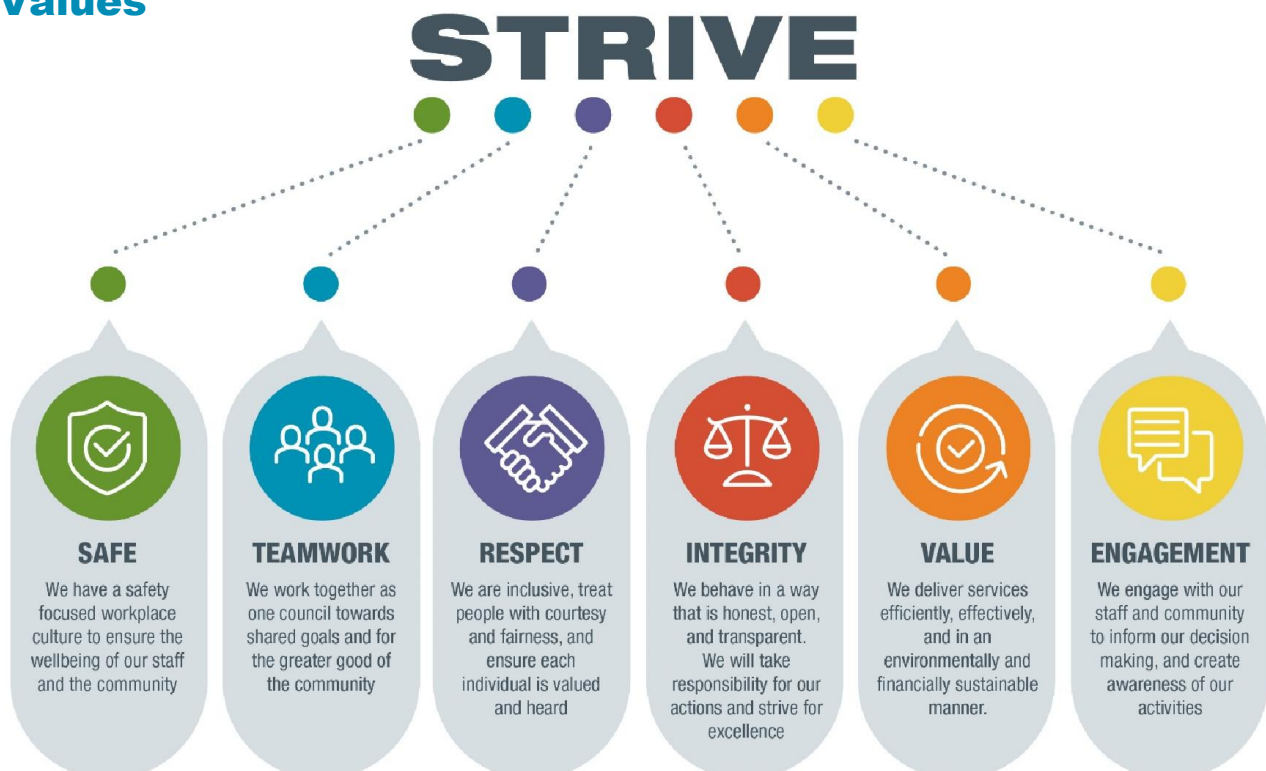 Values
STRIVE
SAFE
We have a safety
focused workplace
culture to ensure the
wellbeing of our staff
and the community
TEAMWORK
We work together as
one council towards
shared goals and for
the greater good of
the community
RESPECT
We are inclusive, treat
people with courtesy
and fairness, and
ensure each
individual is valued
and heard
INTEGRITY
We behave in a way
that is honest, open,
and transparent.
We will take
responsibility for our
actions and strive for
excellence
VALUE
We deliver services
efficiently, effectively,
and in an
environmentally and
financially sustainable
manner.
ENGAGEMENT
We engage with our
staff and community
to inform our decision
making, and create
awareness of our
activities